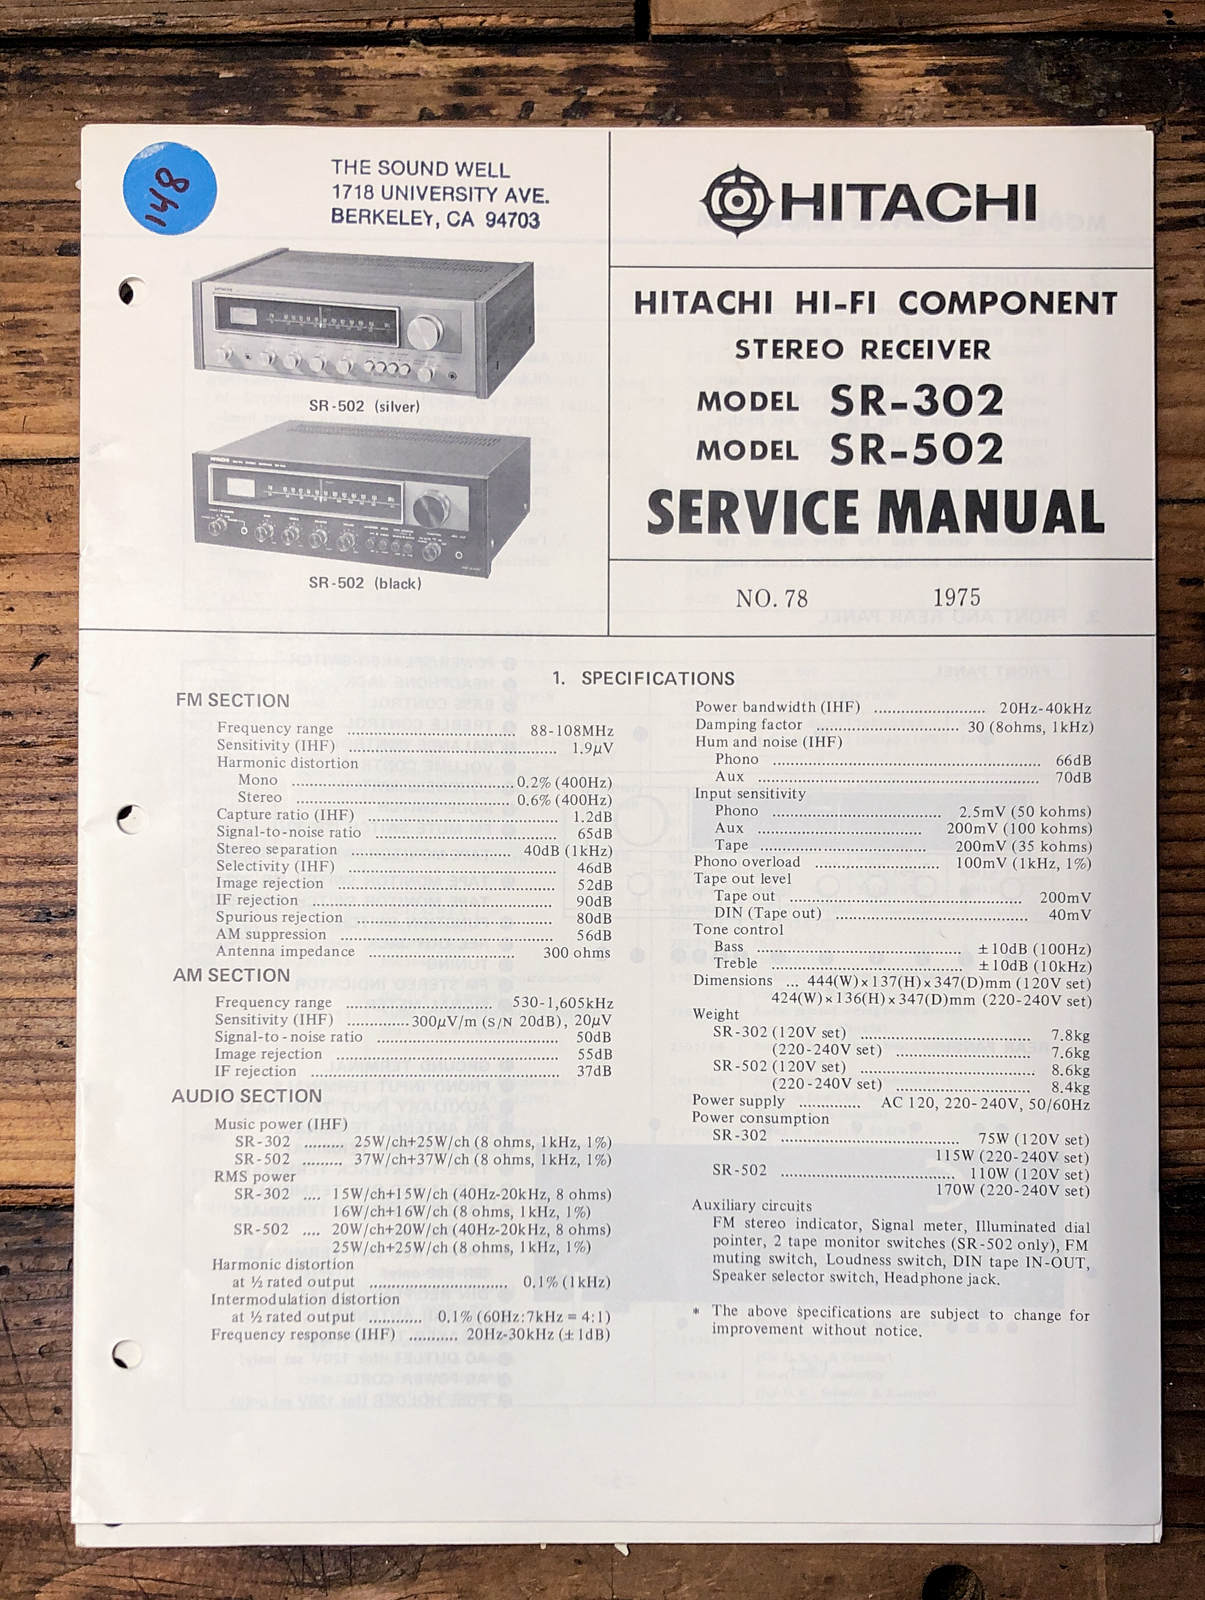 148
THE SOUND WELL
1718 UNIVERSITY AVE.
BERKELEY, CA 94703
HITACHI
SR-502 (silver)
HITACHI
SR-502 (black)
HITACHI
HITACHI HI-FI COMPONENT
STEREO RECEIVER
MODEL SR-302
MODEL SR-502
SERVICE MANUAL
NO. 78 1975
1. SPECIFICATIONS
FM SECTION
Frequency range .......... 88-108MHz
Sensitivity (IHF) .......... 1.9μV
Harmonic distortion
Mono .......... 0.2% (400Hz)
Stereo .......... 0.6% (400Hz)
Capture ratio (IHF) .......... 1.2dB
Signal-to-noise ratio .......... 65dB
Stereo separation .......... 40dB (1kHz)
Selectivity (IHF) .......... 46dB
Image rejection .......... 52dB
IF rejection .......... 90dB
Spurious rejection .......... 80dB
AM suppression .......... 56dB
Antenna impedance .......... 300 ohms
AM SECTION
Frequency range .......... 530-1,605kHz
Sensitivity (IHF) .......... 300μV/m (S/N 20dB), 20μV
Signal-to-noise ratio .......... 50dB
Image rejection .......... 55dB
IF rejection .......... 37dB
AUDIO SECTION
Music power (IHF)
SR-302 ......... 25W/ch+25W/ch (8 ohms, 1kHz, 1%)
SR-502 ......... 37W/ch+37W/ch (8 ohms, 1kHz, 1%)
RMS power
SR-302 .... 15W/ch+15W/ch (40Hz-20kHz, 8 ohms)
16W/ch+16W/ch (8 ohms, 1kHz, 1%)
SR-502 .... 20W/ch+20W/ch (40Hz-20kHz, 8 ohms)
25W/ch+25W/ch (8 ohms, 1kHz, 1%)
Harmonic distortion
at ½ rated output .......... 0.1% (1kHz)
Intermodulation distortion
at ½ rated output ............ 0.1% (60Hz:7kHz = 4:1)
Frequency response (IHF) ........... 20Hz-30kHz (±1dB)
Power bandwidth (IHF) .......... 20Hz-40kHz
Damping factor .......... 30 (8ohms, 1kHz)
Hum and noise (IHF)
Phono .......... 66dB
Aux .......... 70dB
Input sensitivity
Phono .......... 2.5mV (50 kohms)
Aux .......... 200mV (100 kohms)
Tape .......... 200mV (35 kohms)
Phono overload .......... 100mV (1kHz, 1%)
Tape out level
Tape out .......... 200mV
DIN (Tape out) .......... 40mV
Tone control
Bass .......... ±10dB (100Hz)
Treble .......... ±10dB (10kHz)
Dimensions ... 444(W)x137(H)x347(D)mm (120V set)
424(W)x136(H)x347(D)mm (220-240V set)
Weight
SR-302 (120V set) .......... 7.8kg
(220-240V set) .......... 7.6kg
SR-502 (120V set) .......... 8.6kg
(220-240V set) .......... 8.4kg
Power supply ............. AC 120, 220-240V, 50/60Hz
Power consumption
SR-302 .......... 75W (120V set)
115W (220-240V set)
SR-502 .......... 110W (120V set)
170W (220-240V set)
Auxiliary circuits
FM stereo indicator, Signal meter, Illuminated dial
pointer, 2 tape monitor switches (SR-502 only), FM
muting switch, Loudness switch, DIN tape IN-OUT,
Speaker selector switch, Headphone jack.
* The above specifications are subject to change for
improvement without notice.